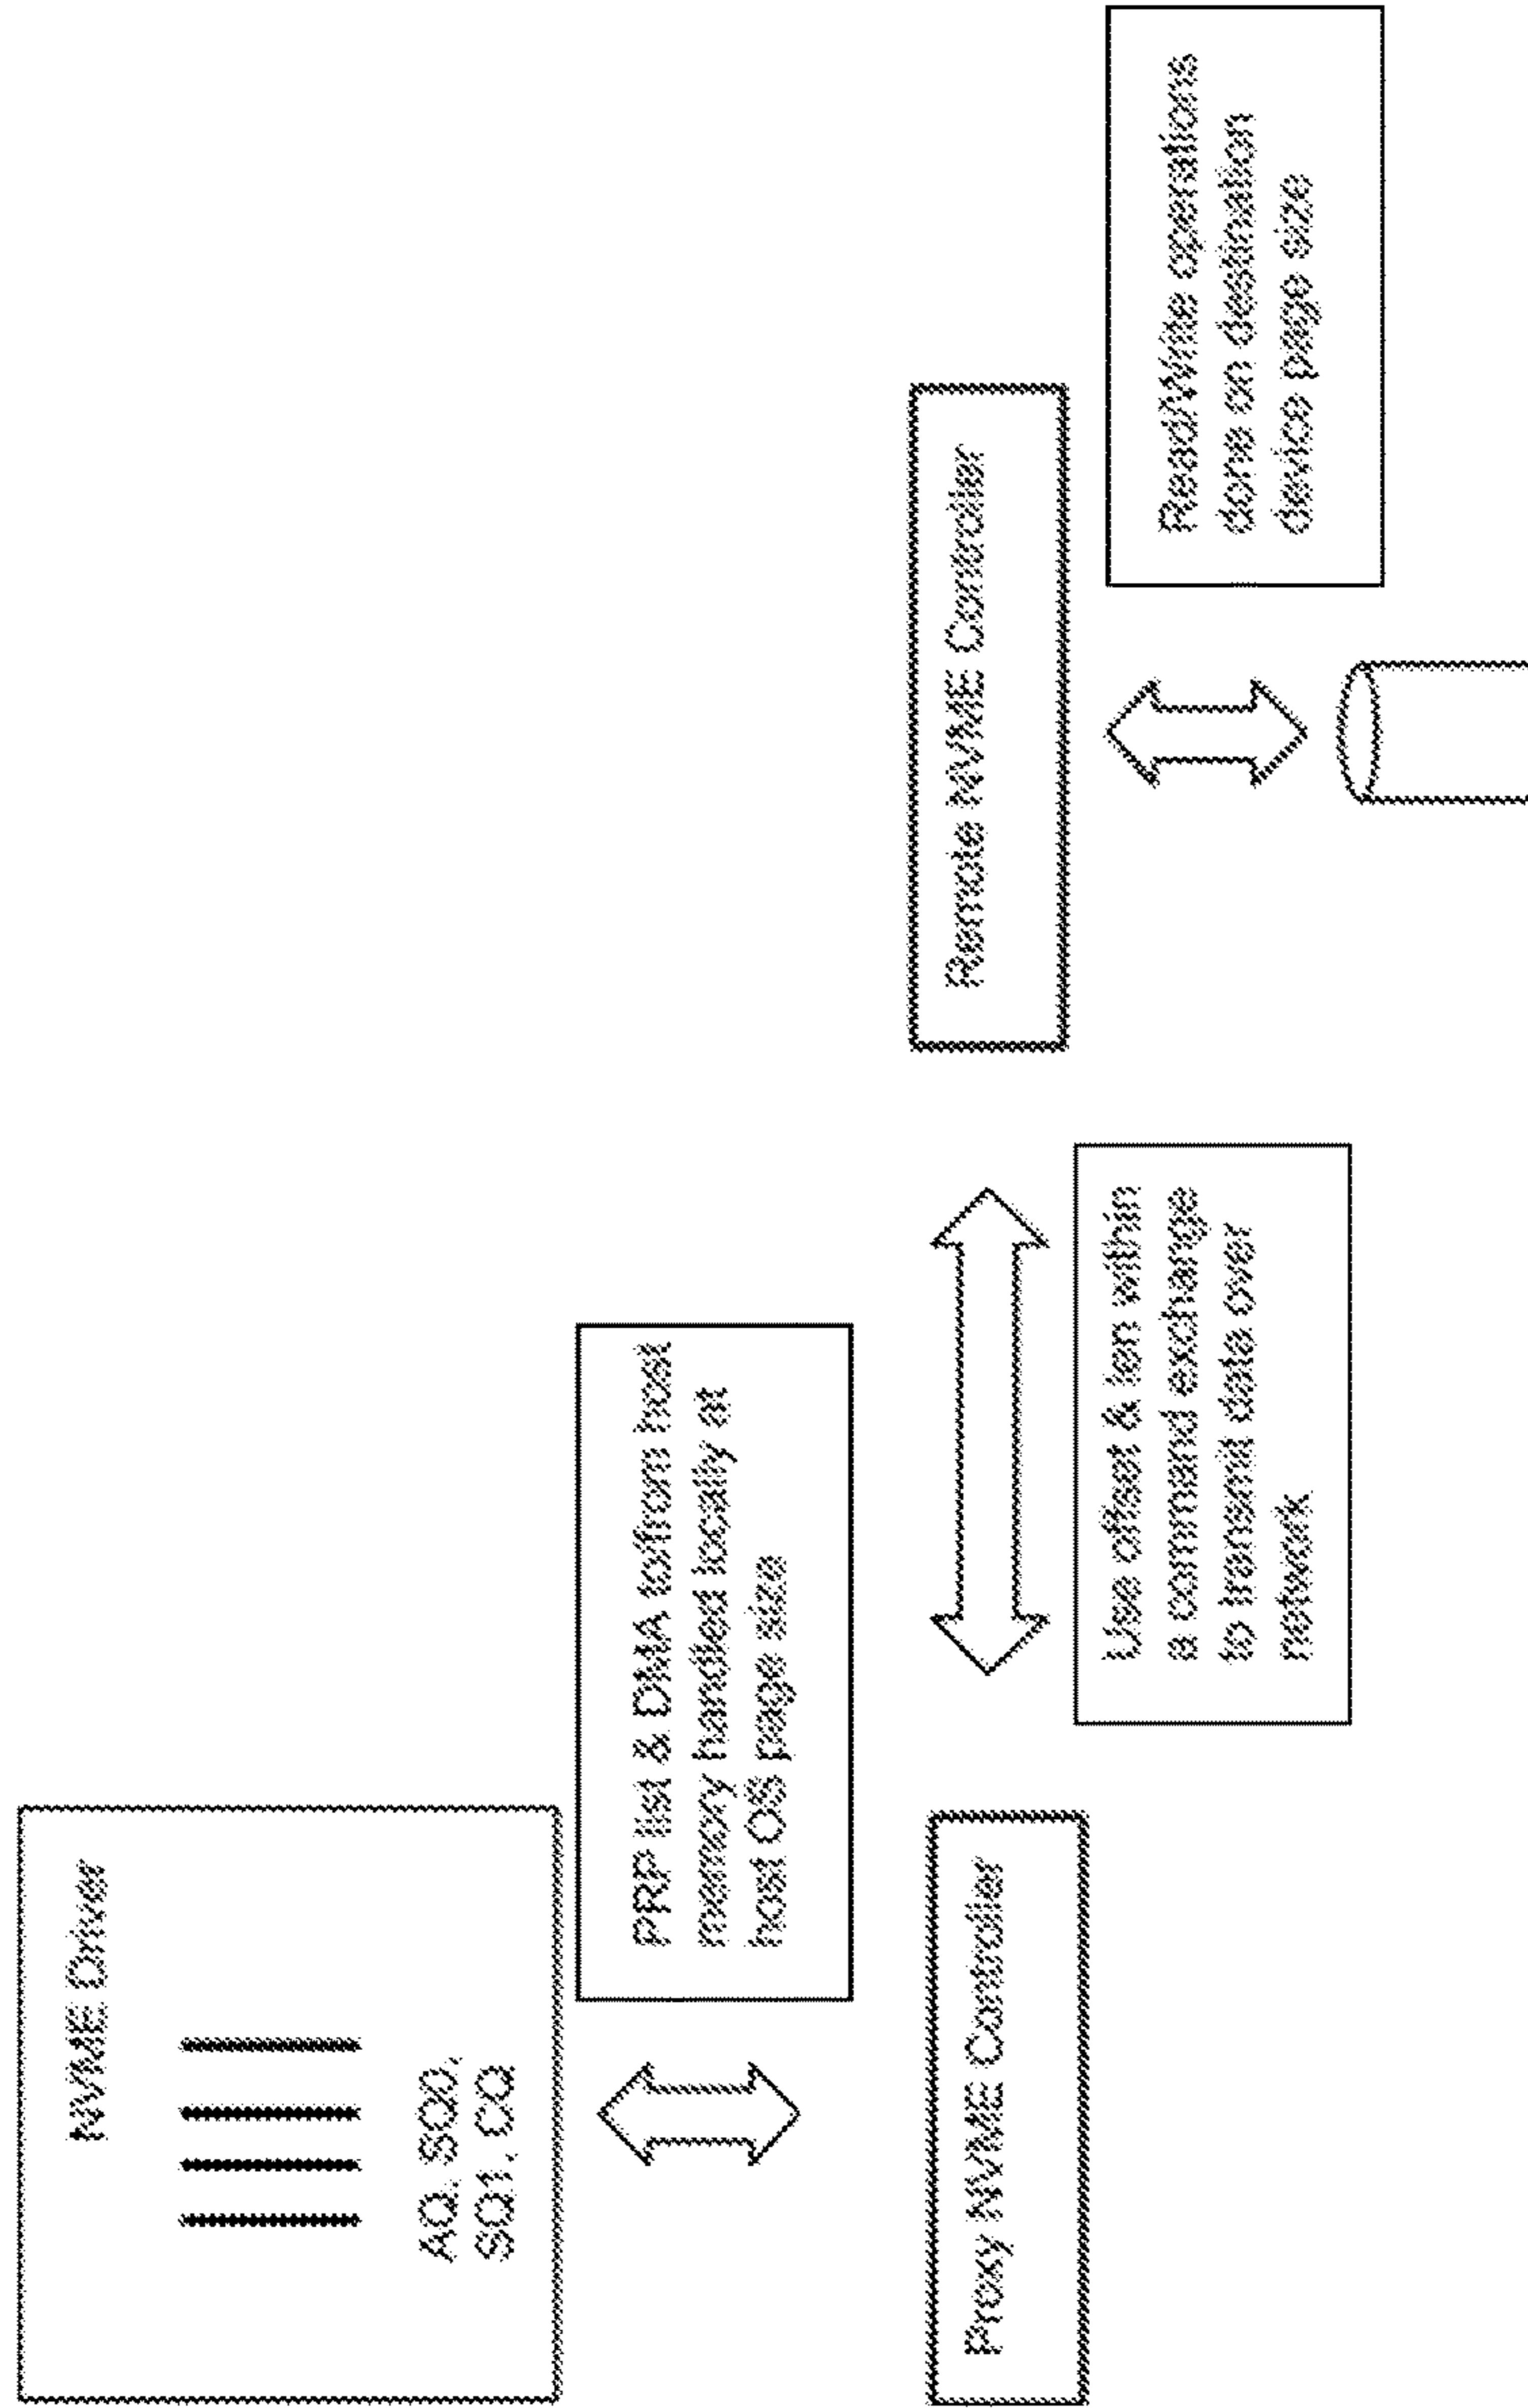 NVME Driver
AQ, SQ0,
SQ1, CQ
PRP list & DMA to/from host
memory handled locally at
host OS page size
Proxy NVME Controller
Use offset & len within
a command exchange
to transmit data over
network
Remote NVME Controller
Read/Write operations
done on destination
device page size